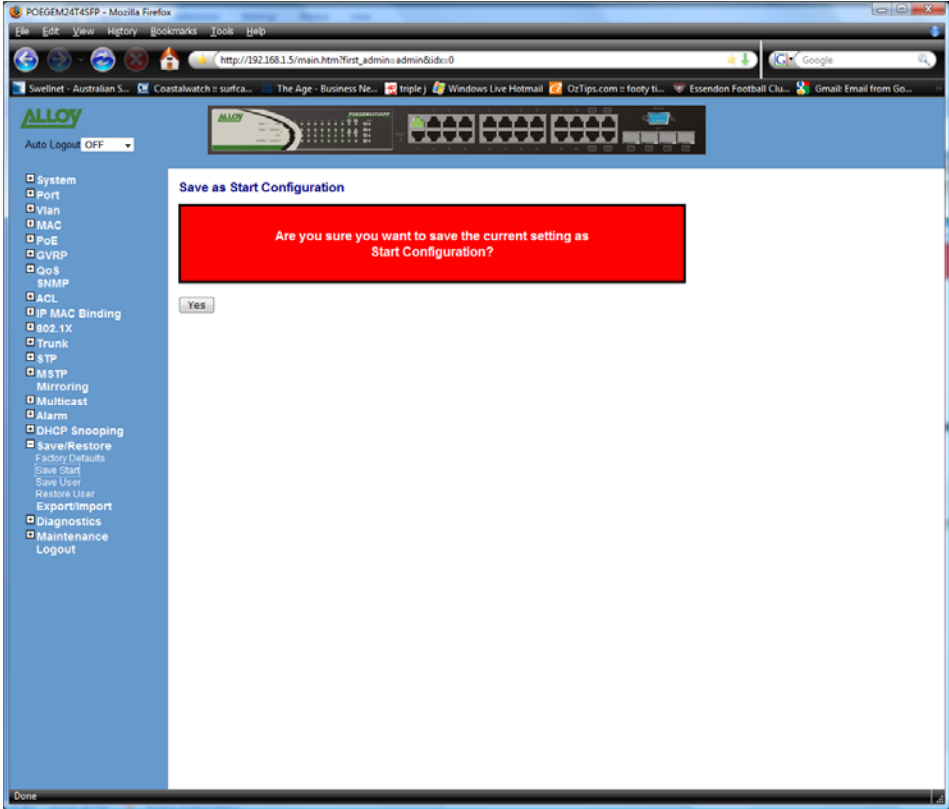 POEGEM24T4SFP - Mozilla Firefox
File Edit View History Bookmarks Tools Help
http://192.168.1.5/main.htm?first_admin=admin&idx=0
Google
Swellnet - Australian S... Coastalwatch :: surfca... The Age - Business Ne... triple j Windows Live Hotmail OzTips.com :: footy ti... Essendon Football Clu... Gmail: Email from Go...
ALLOY
ALLOY
POEGEM24T4SFP
Auto Logout OFF
System
Port
Vlan
MAC
PoE
GVRP
QoS
SNMP
ACL
IP MAC Binding
802.1X
Trunk
STP
MSTP
Mirroring
Multicast
Alarm
DHCP Snooping
Save/Restore
Factory Defaults
Save Start
Save User
Restore User
Export/Import
Diagnostics
Maintenance
Logout
Save as Start Configuration
Are you sure you want to save the current setting as
Start Configuration?
Yes
Done